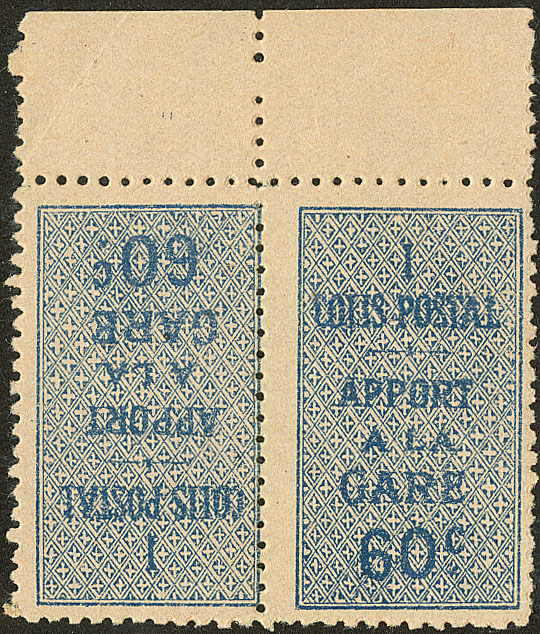 1
COLIS POSTAL
APPORT
A LA
GARE
60c
1
COLIS POSTAL
APPORT
A LA
GARE
60c